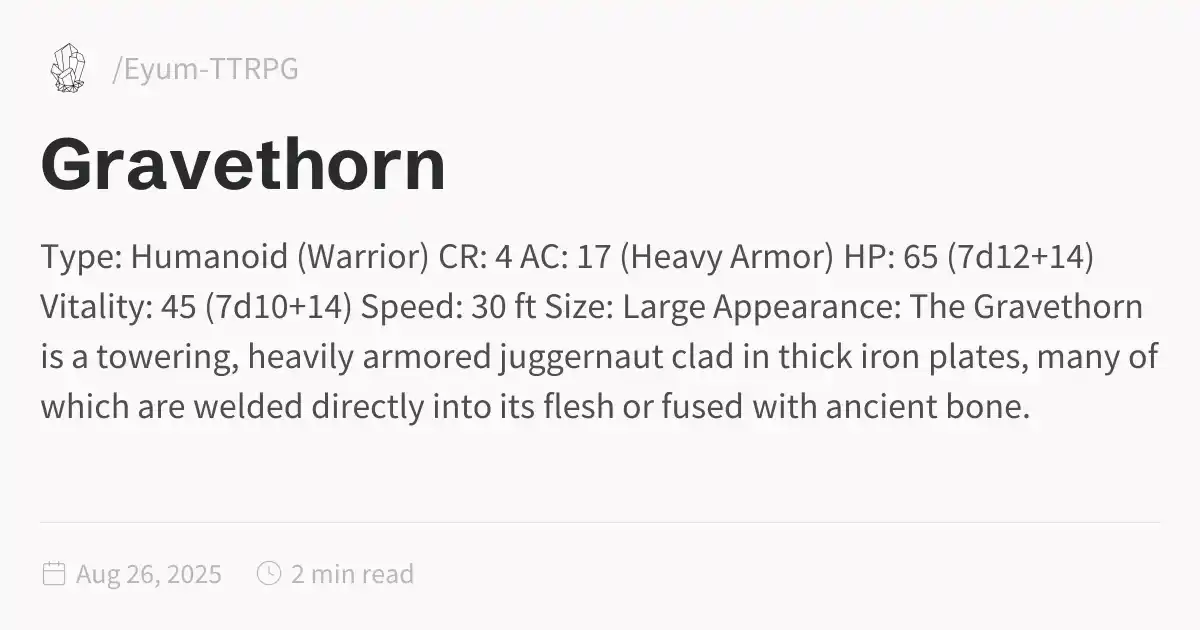 /Eyum-TTRPG
Gravethorn
Type: Humanoid (Warrior) CR: 4 AC: 17 (Heavy Armor) HP: 65 (7d12+14)
Vitality: 45 (7d10+14) Speed: 30 ft Size: Large Appearance: The Gravethorn
is a towering, heavily armored juggernaut clad in thick iron plates, many of
which are welded directly into its flesh or fused with ancient bone.
Aug 26, 2025 2 min read